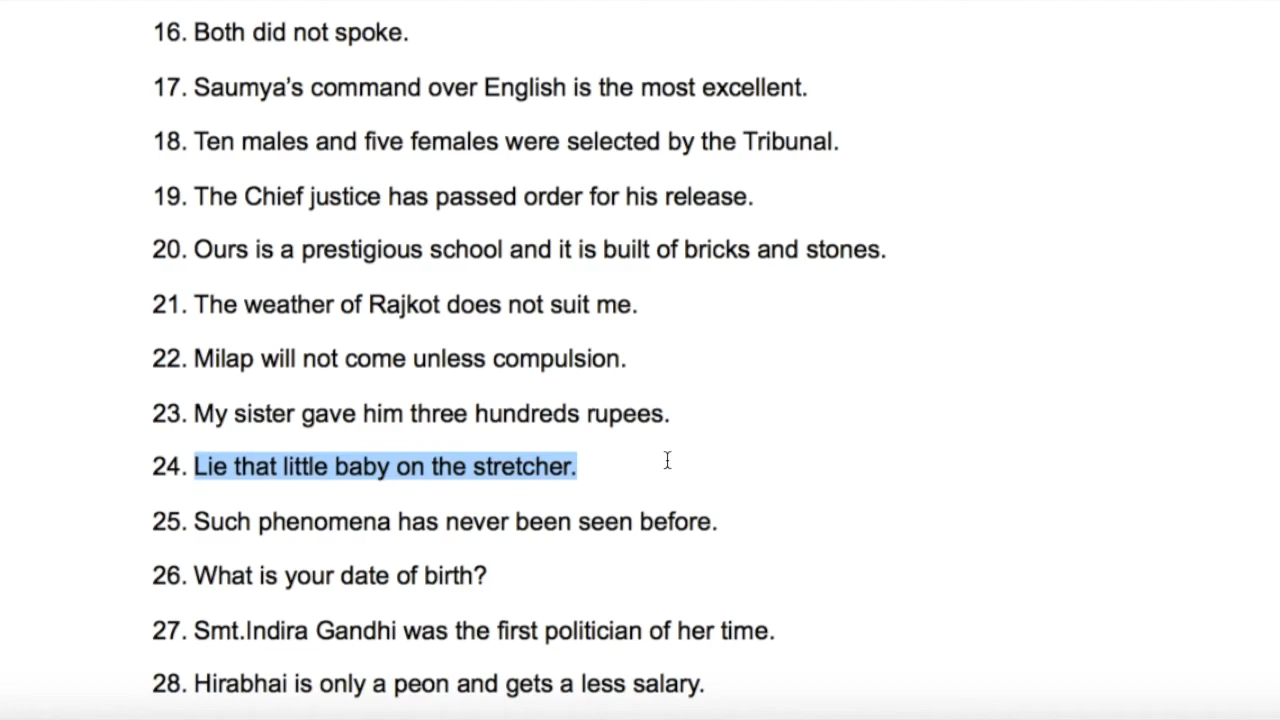 16. Both did not spoke.
17. Saumya’s command over English is the most excellent.
18. Ten males and five females were selected by the Tribunal.
19. The Chief justice has passed order for his release.
20. Ours is a prestigious school and it is built of bricks and stones.
21. The weather of Rajkot does not suit me.
22. Milap will not come unless compulsion.
23. My sister gave him three hundreds rupees.
24. Lie that little baby on the stretcher.
25. Such phenomena has never been seen before.
26. What is your date of birth?
27. Smt.Indira Gandhi was the first politician of her time.
28. Hirabhai is only a peon and gets a less salary.